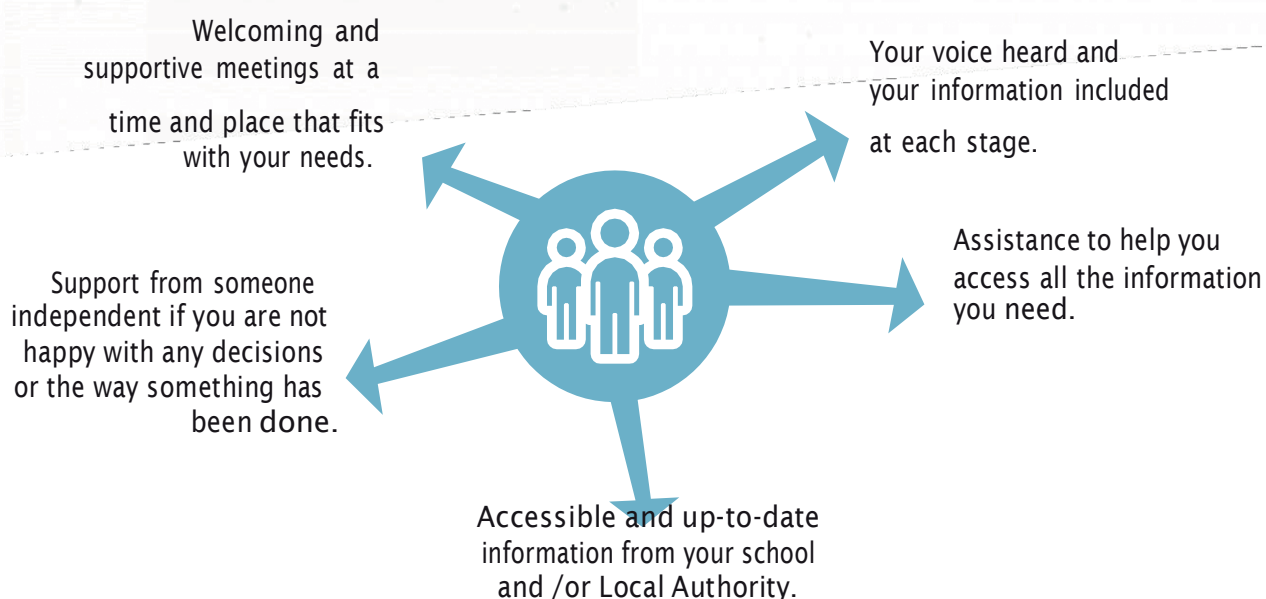 Welcoming and
supportive meetings at a
time and place that fits
with your needs.
Your voice heard and
your information included
at each stage.
Assistance to help you
access all the information
you need.
Support from someone
independent if you are not
happy with any decisions
or the way something has
been done.
Accessible and up-to-date
information from your school
and /or Local Authority.